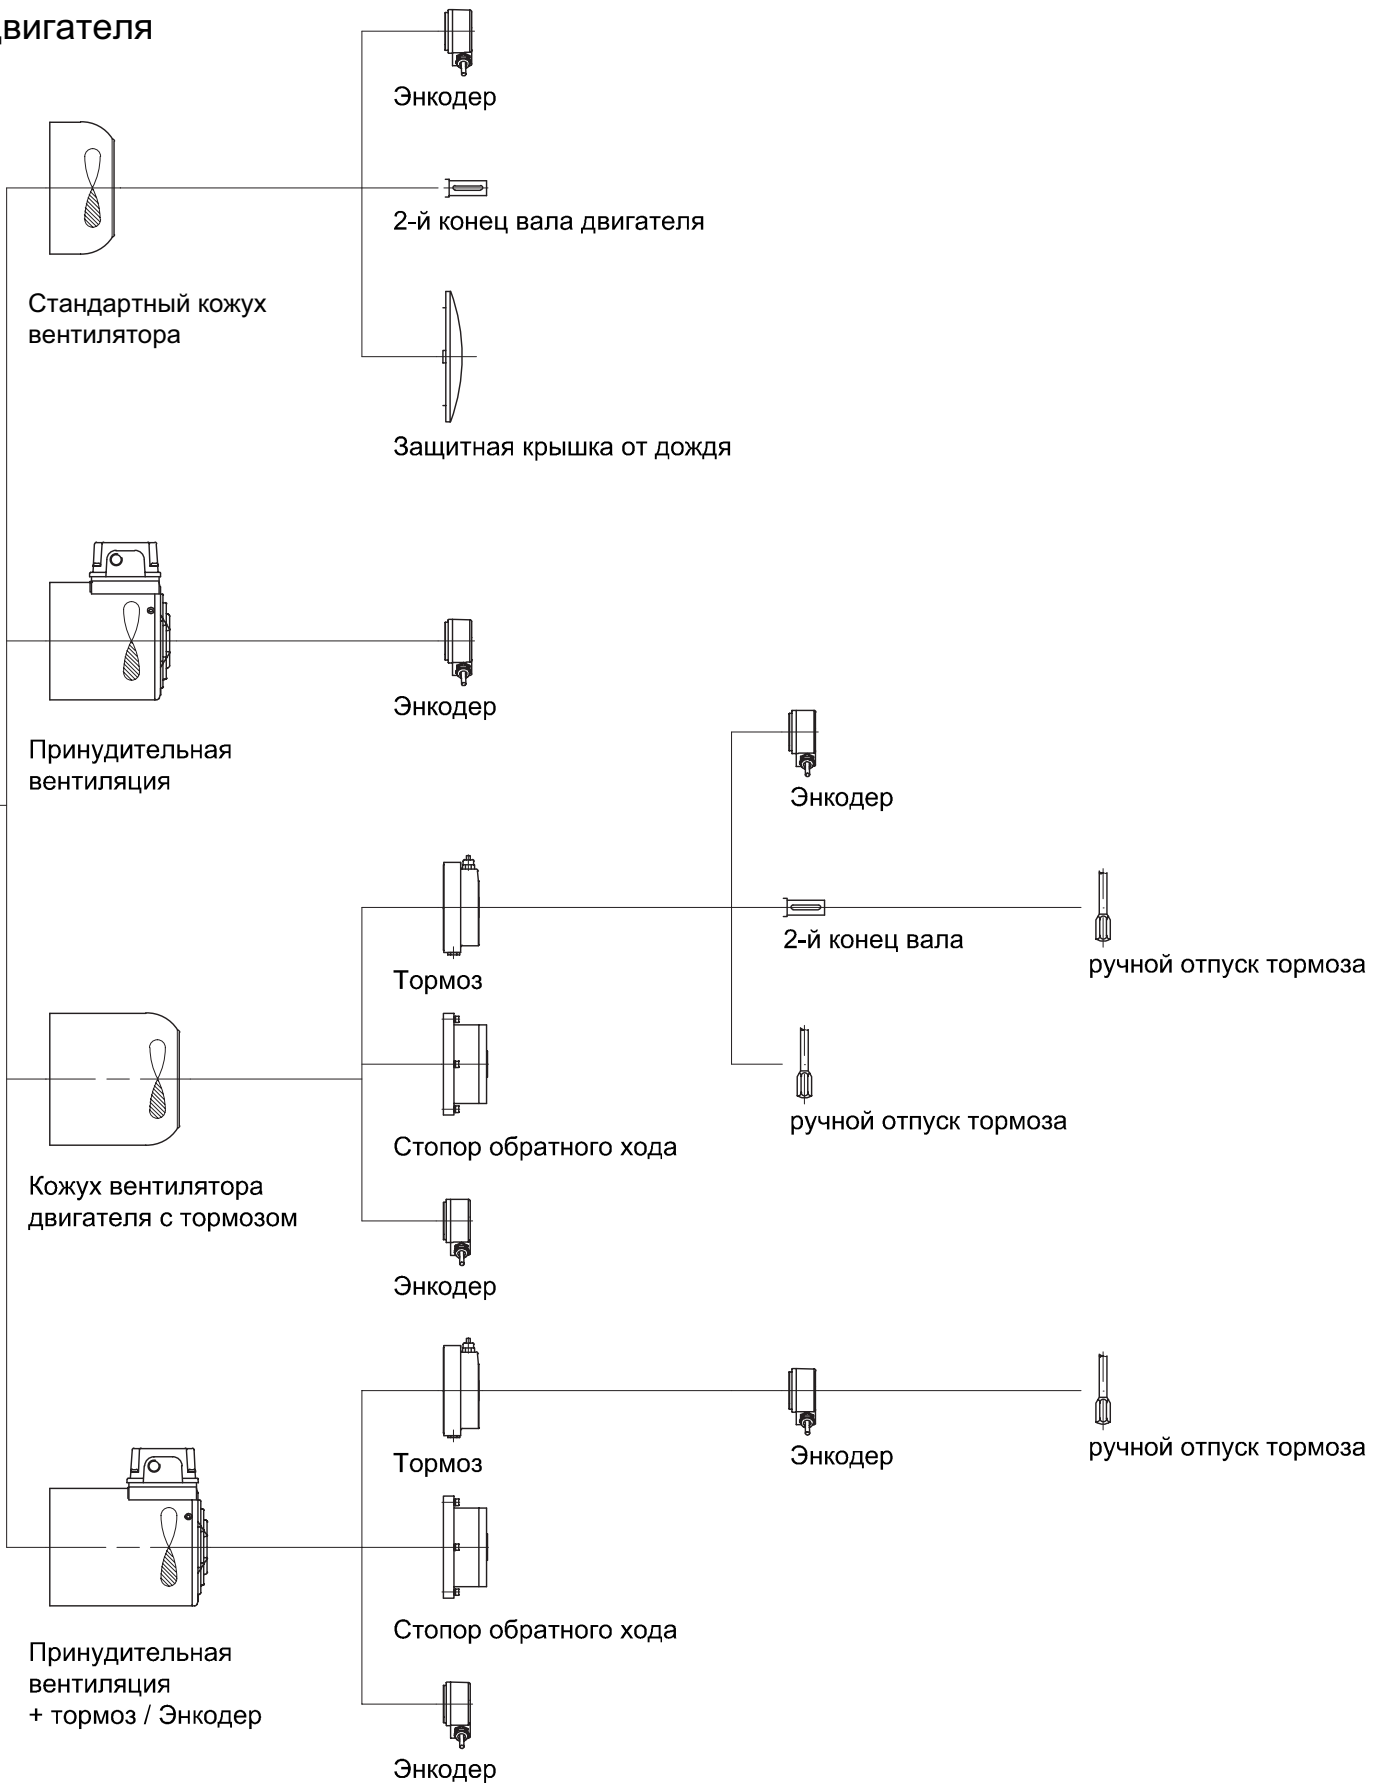 двигателя
Энкодер
2-й конец вала двигателя
Стандартный кожух
вентилятора
Защитная крышка от дождя
Энкодер
Принудительная
вентиляция
Энкодер
2-й конец вала
ручной отпуск тормоза
Тормоз
ручной отпуск тормоза
Стопор обратного хода
Кожух вентилятора
двигателя с тормозом
Энкодер
Тормоз
Энкодер
ручной отпуск тормоза
Стопор обратного хода
Принудительная
вентиляция
+ тормоз / Энкодер
Энкодер